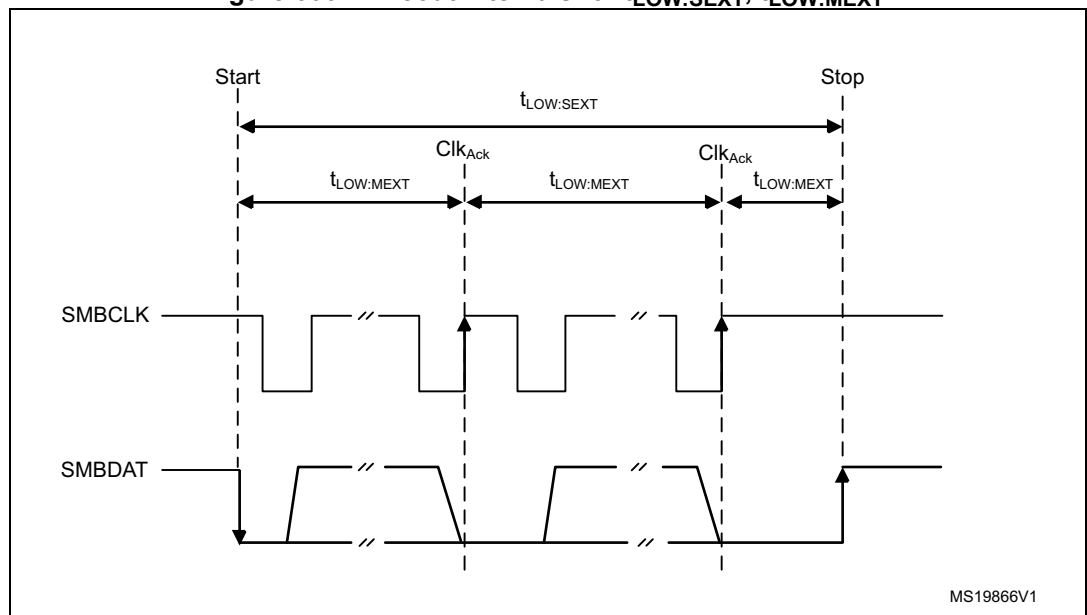 Start Stop
tLOW:SEXT
ClkAck ClkAck
tLOW:MEXT tLOW:MEXT tLOW:MEXT
SMBCLK
SMBDAT
MS19866V1